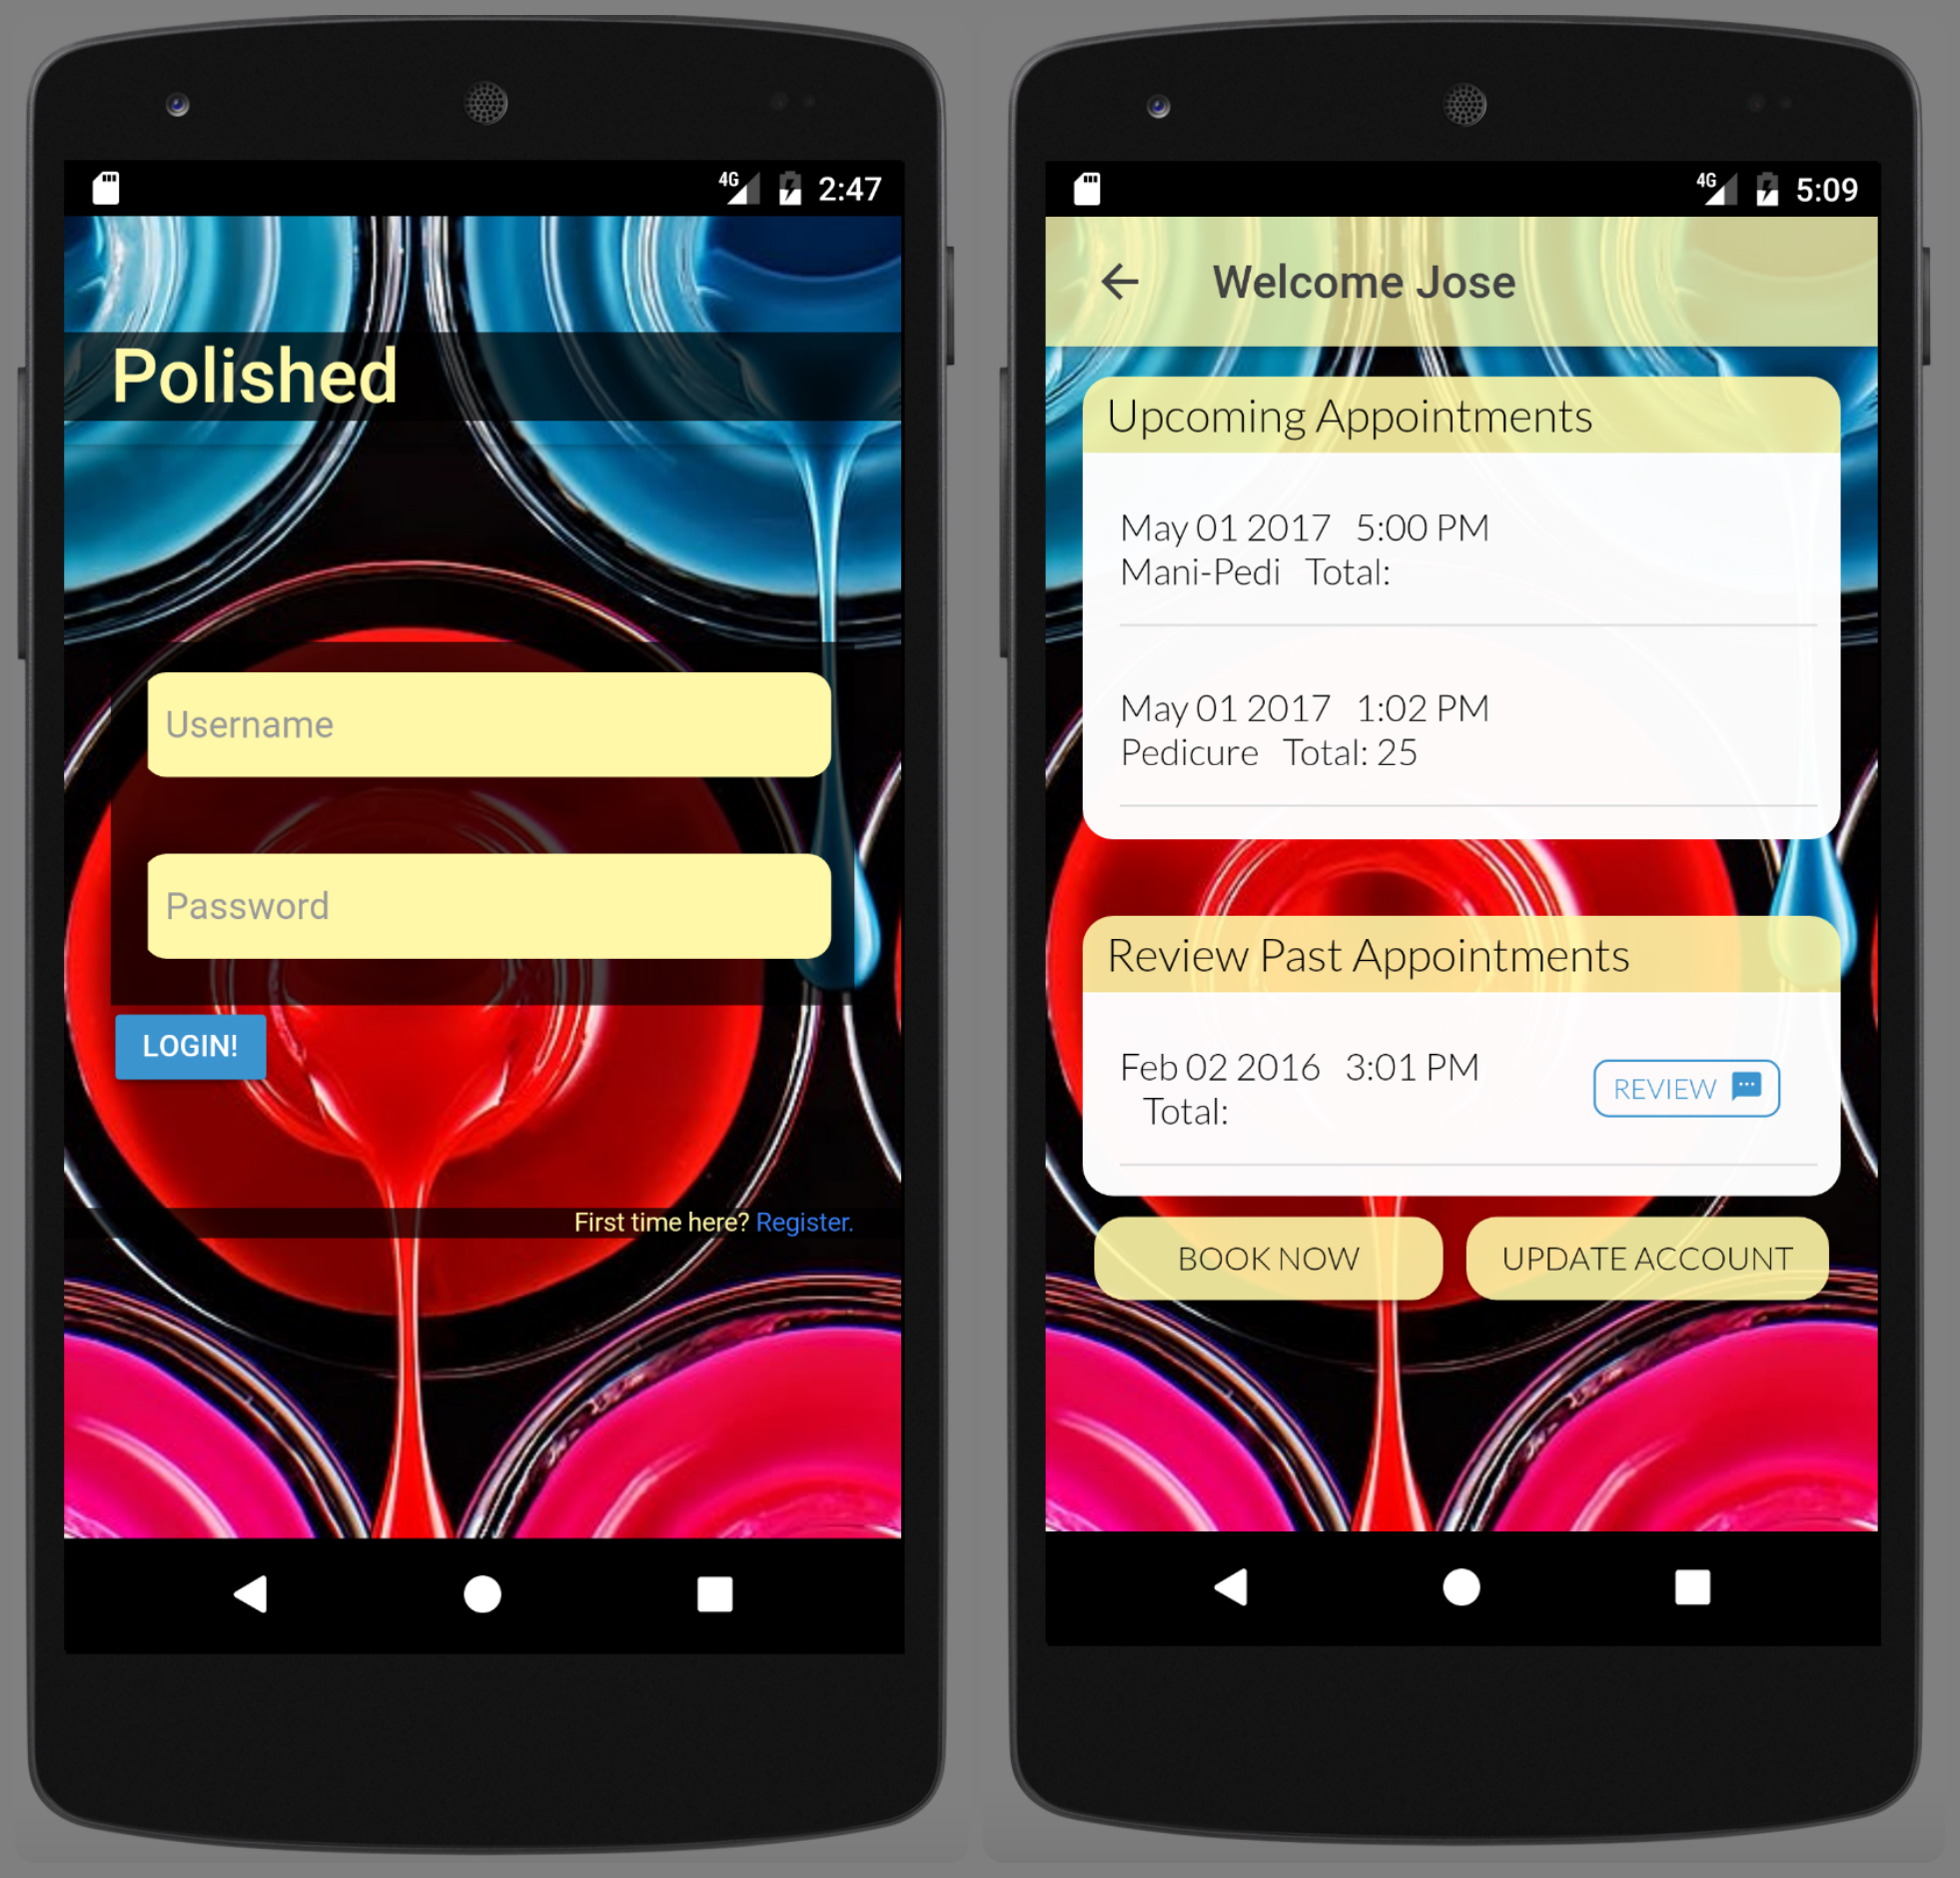 4G 2:47
Polished
Username
Password
LOGIN!
First time here? Register.
4G 5:09
Welcome Jose
Upcoming Appointments
May 01 2017 5:00 PM
Mani-Pedi Total:
May 01 2017 1:02 PM
Pedicure Total: 25
Review Past Appointments
Feb 02 2016 3:01 PM
Total:
REVIEW
BOOK NOW UPDATE ACCOUNT